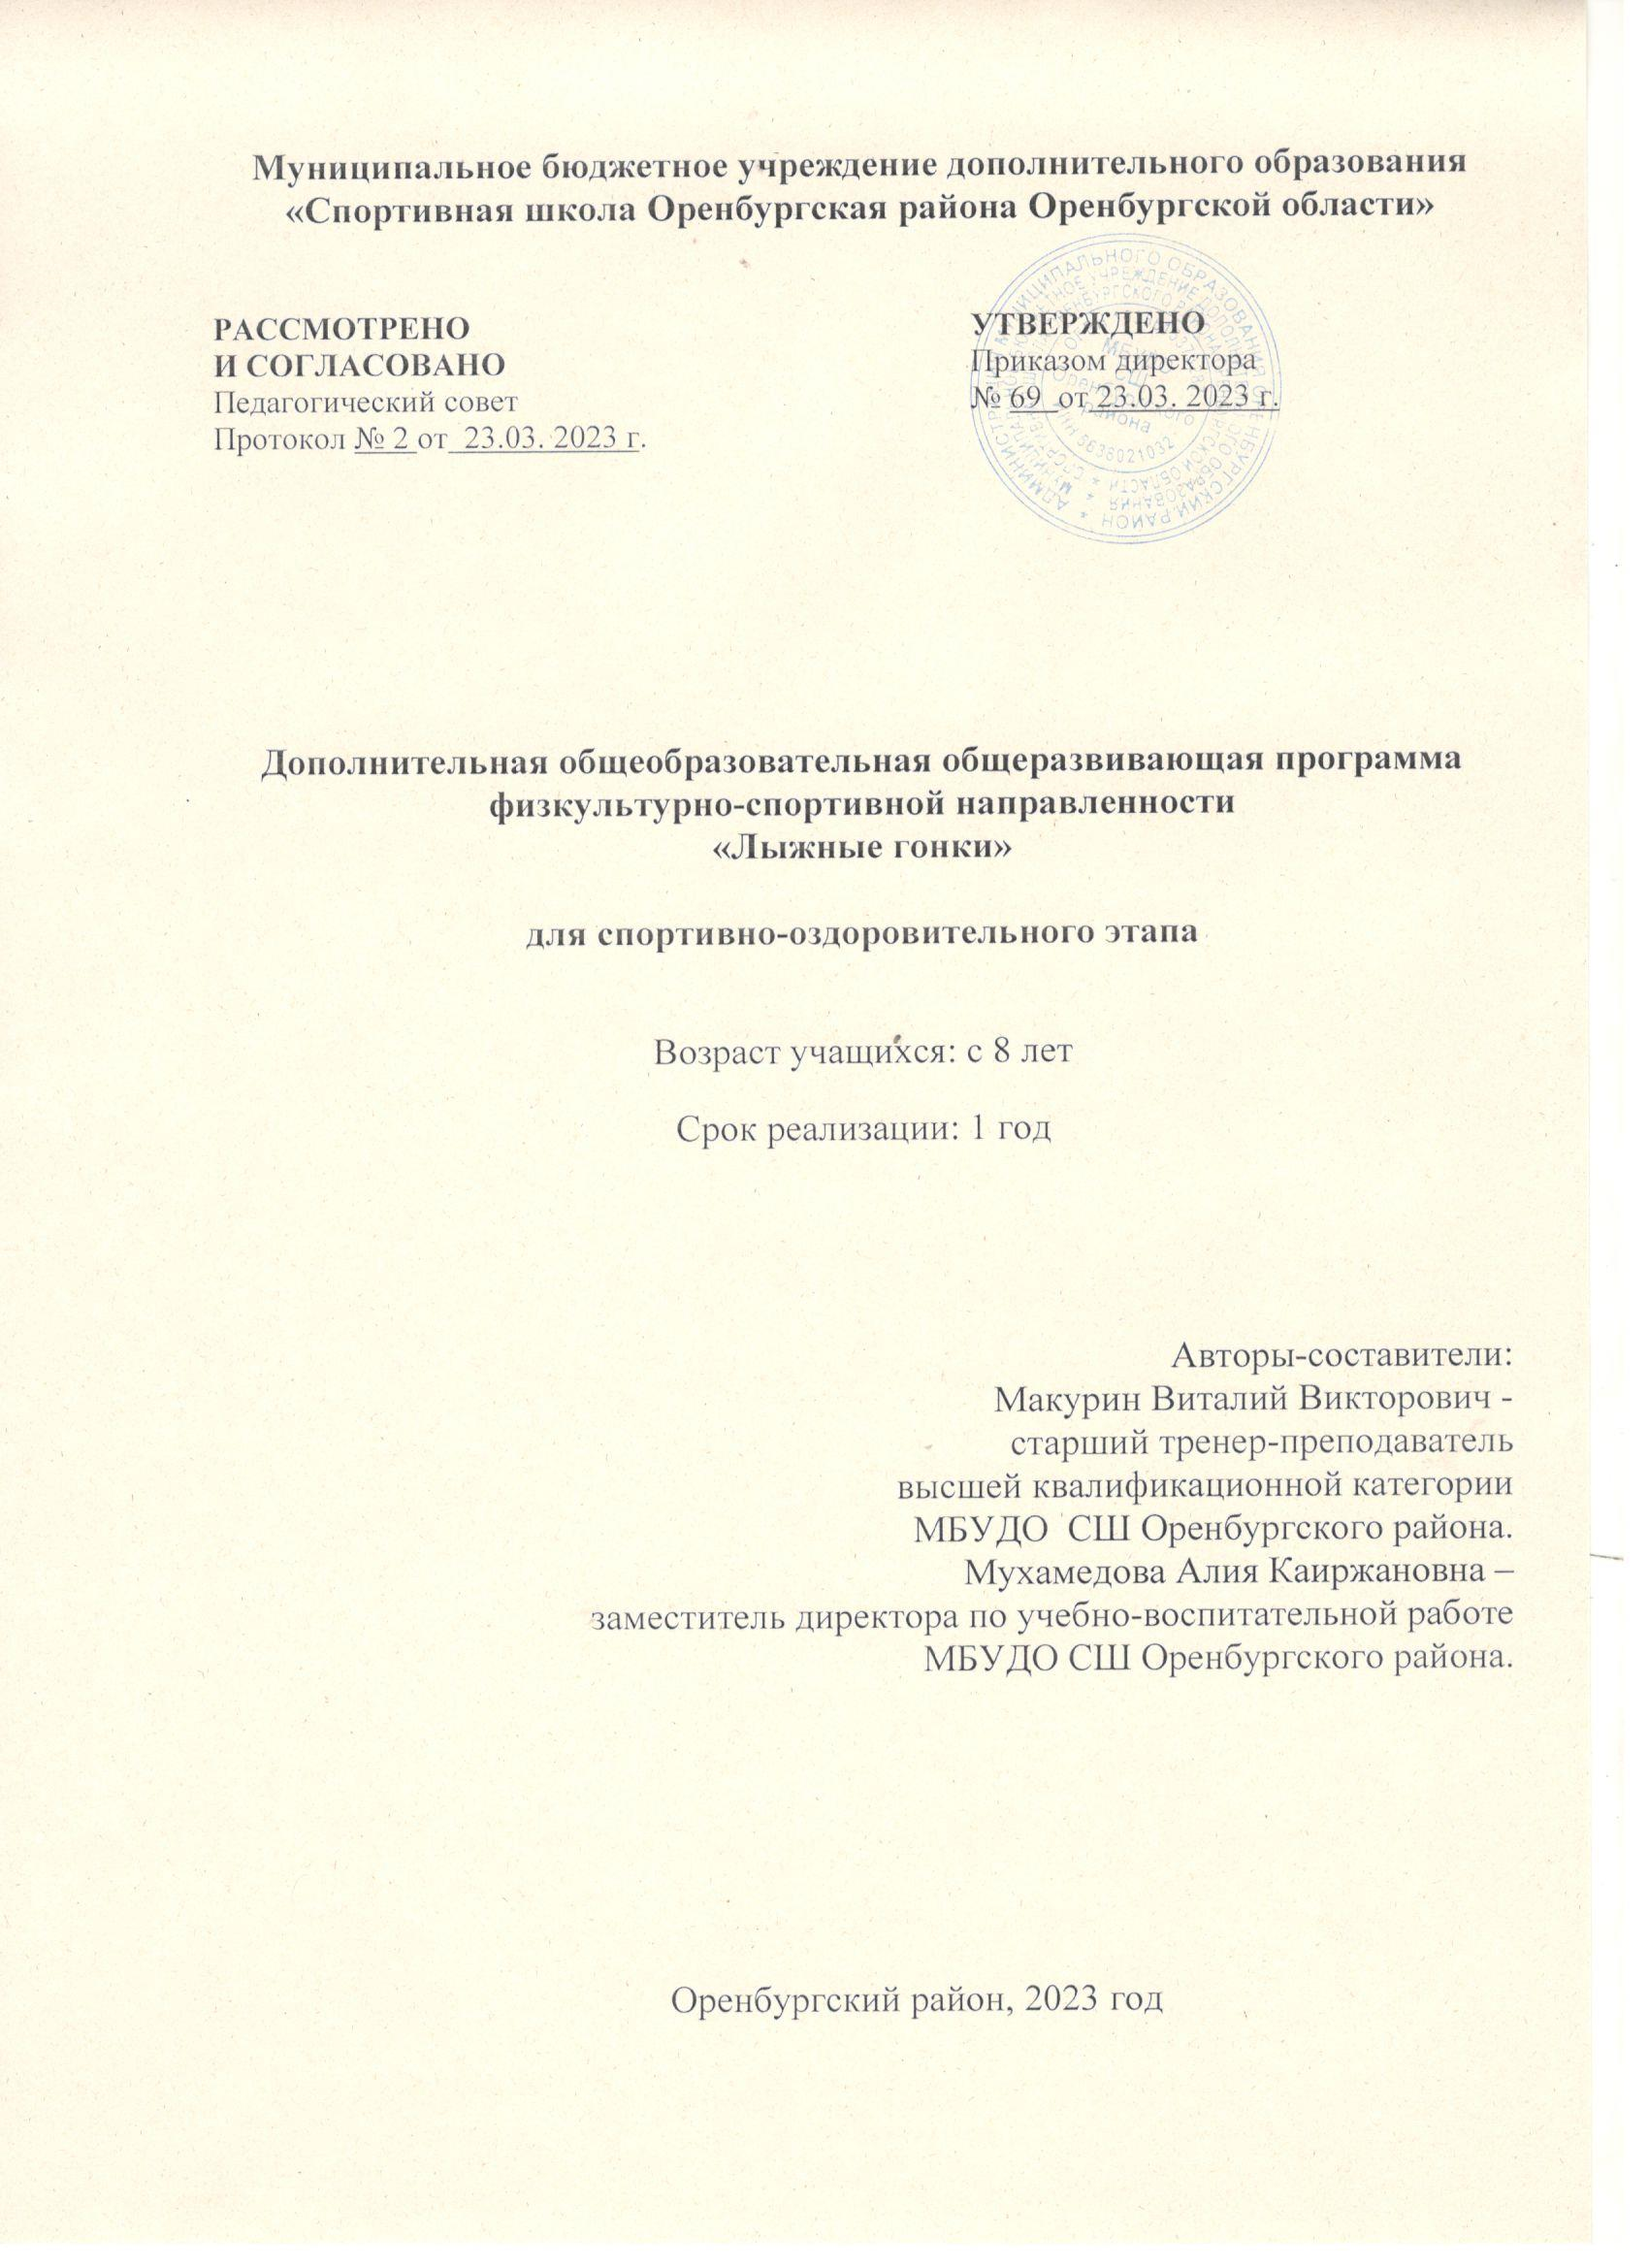 Муниципальное бюджетное учреждение дополнительного образования
«Спортивная школа Оренбургская района Оренбургской области»
РАССМОТРЕНО
И СОГЛАСОВАНО
Педагогический совет
Протокол № 2 от 23.03. 2023 г.
УТВЕРЖДЕНО
Приказом директора
№ 69 от 23.03. 2023 г.
Дополнительная общеобразовательная общеразвивающая программа
физкультурно-спортивной направленности
«Лыжные гонки»
для спортивно-оздоровительного этапа
Возраст учащихся: с 8 лет
Срок реализации: 1 год
Авторы-составители:
Макурин Виталий Викторович -
старший тренер-преподаватель
высшей квалификационной категории
МБУДО СШ Оренбургского района.
Мухамедова Алия Каиржановна –
заместитель директора по учебно-воспитательной работе
МБУДО СШ Оренбургского района.
Оренбургский район, 2023 год